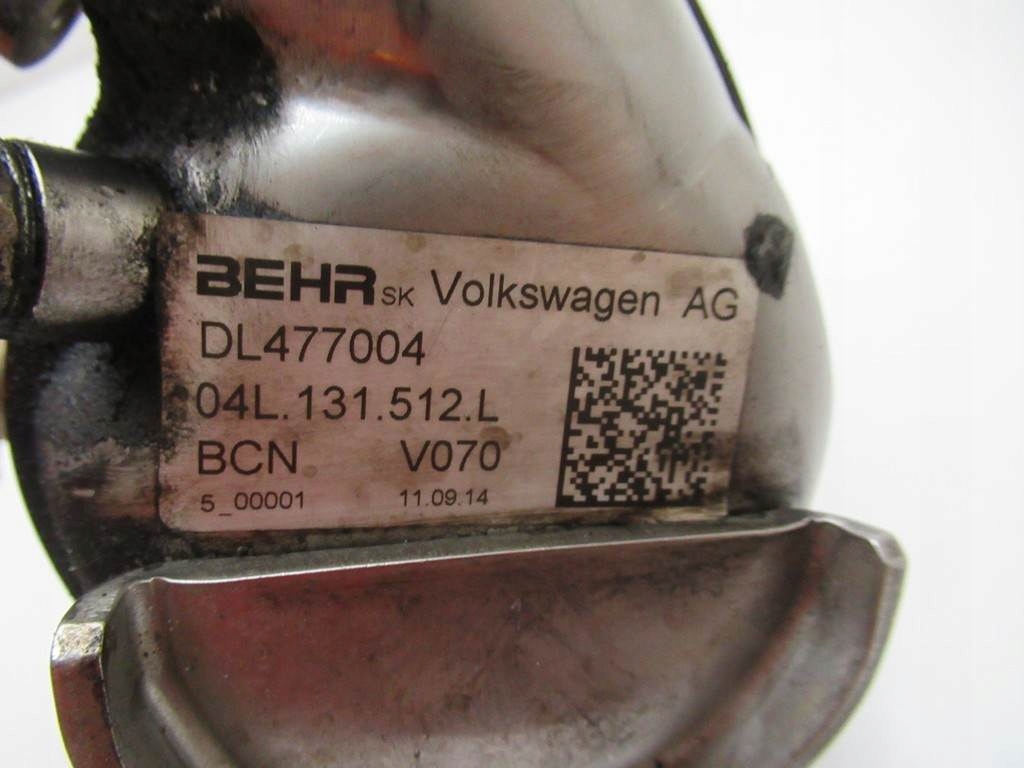 BEHR SK Volkswagen AG
DL477004
04L.131.512.L
BCN V070
5_00001 11.09.14